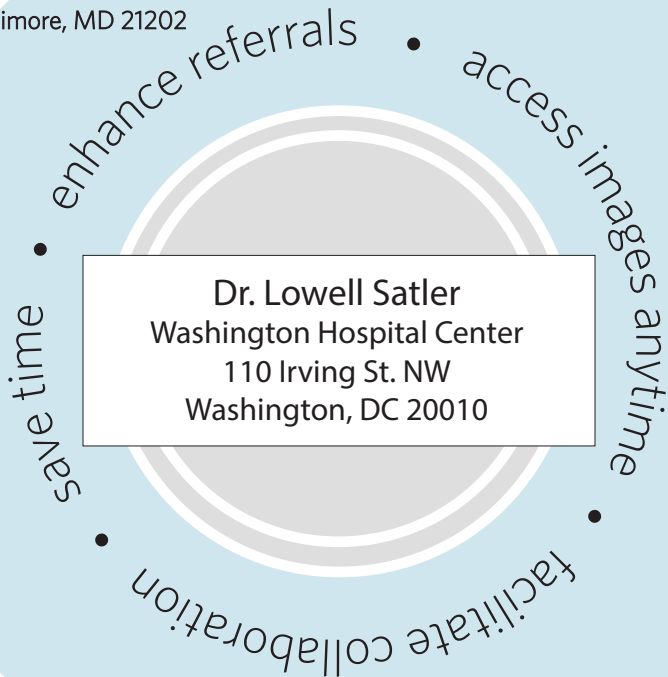 imore, MD 21202
enhance referrals • access images anytime • facilitate collaboration • save time •
Dr. Lowell Satler
Washington Hospital Center
110 Irving St. NW
Washington, DC 20010